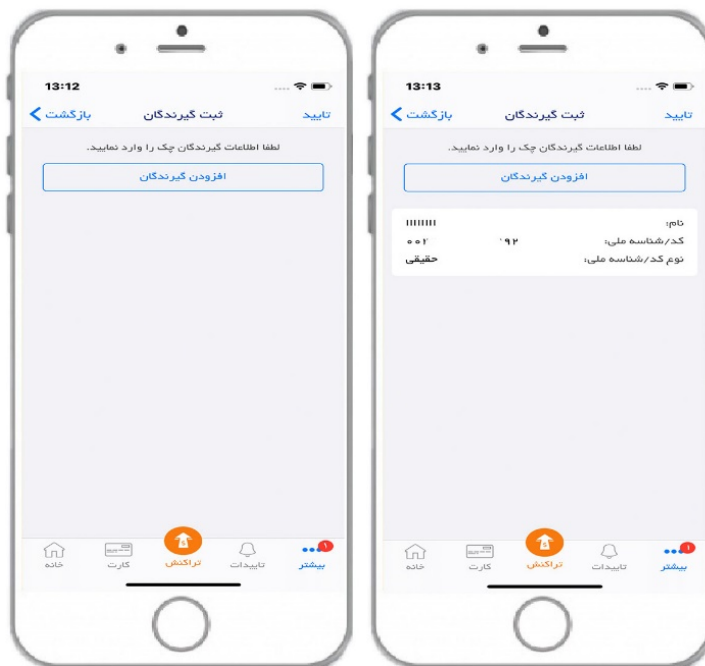 13:12
بازگشت
ثبت گیرندگان
تایید
لطفا اطلاعات گیرندگان چک را وارد نمایید.
افزودن گیرندگان
خانه
کارت
تراکنش
تاییدات
بیشتر
۱
13:13
بازگشت
ثبت گیرندگان
تایید
لطفا اطلاعات گیرندگان چک را وارد نمایید.
افزودن گیرندگان
نام:
کد/شناسه ملی:
نوع کد/شناسه ملی: حقیقی
خانه
کارت
تراکنش
تاییدات
بیشتر
۱